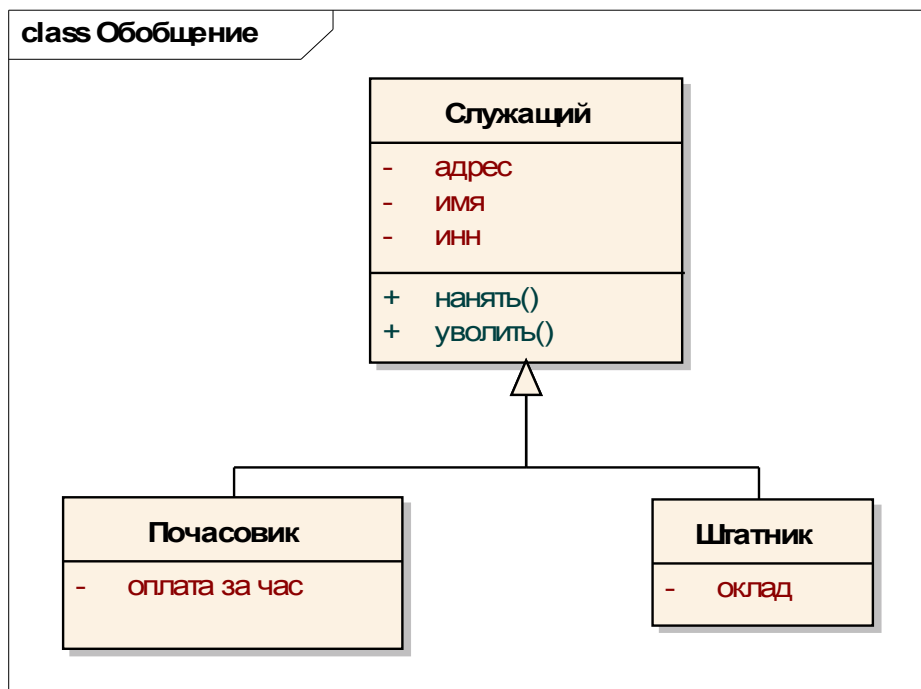 class Обобщение
Служащий
- адрес
- имя
- инн
+ нанять()
+ уволить()
Почасовик
- оплата за час
Штатник
- оклад